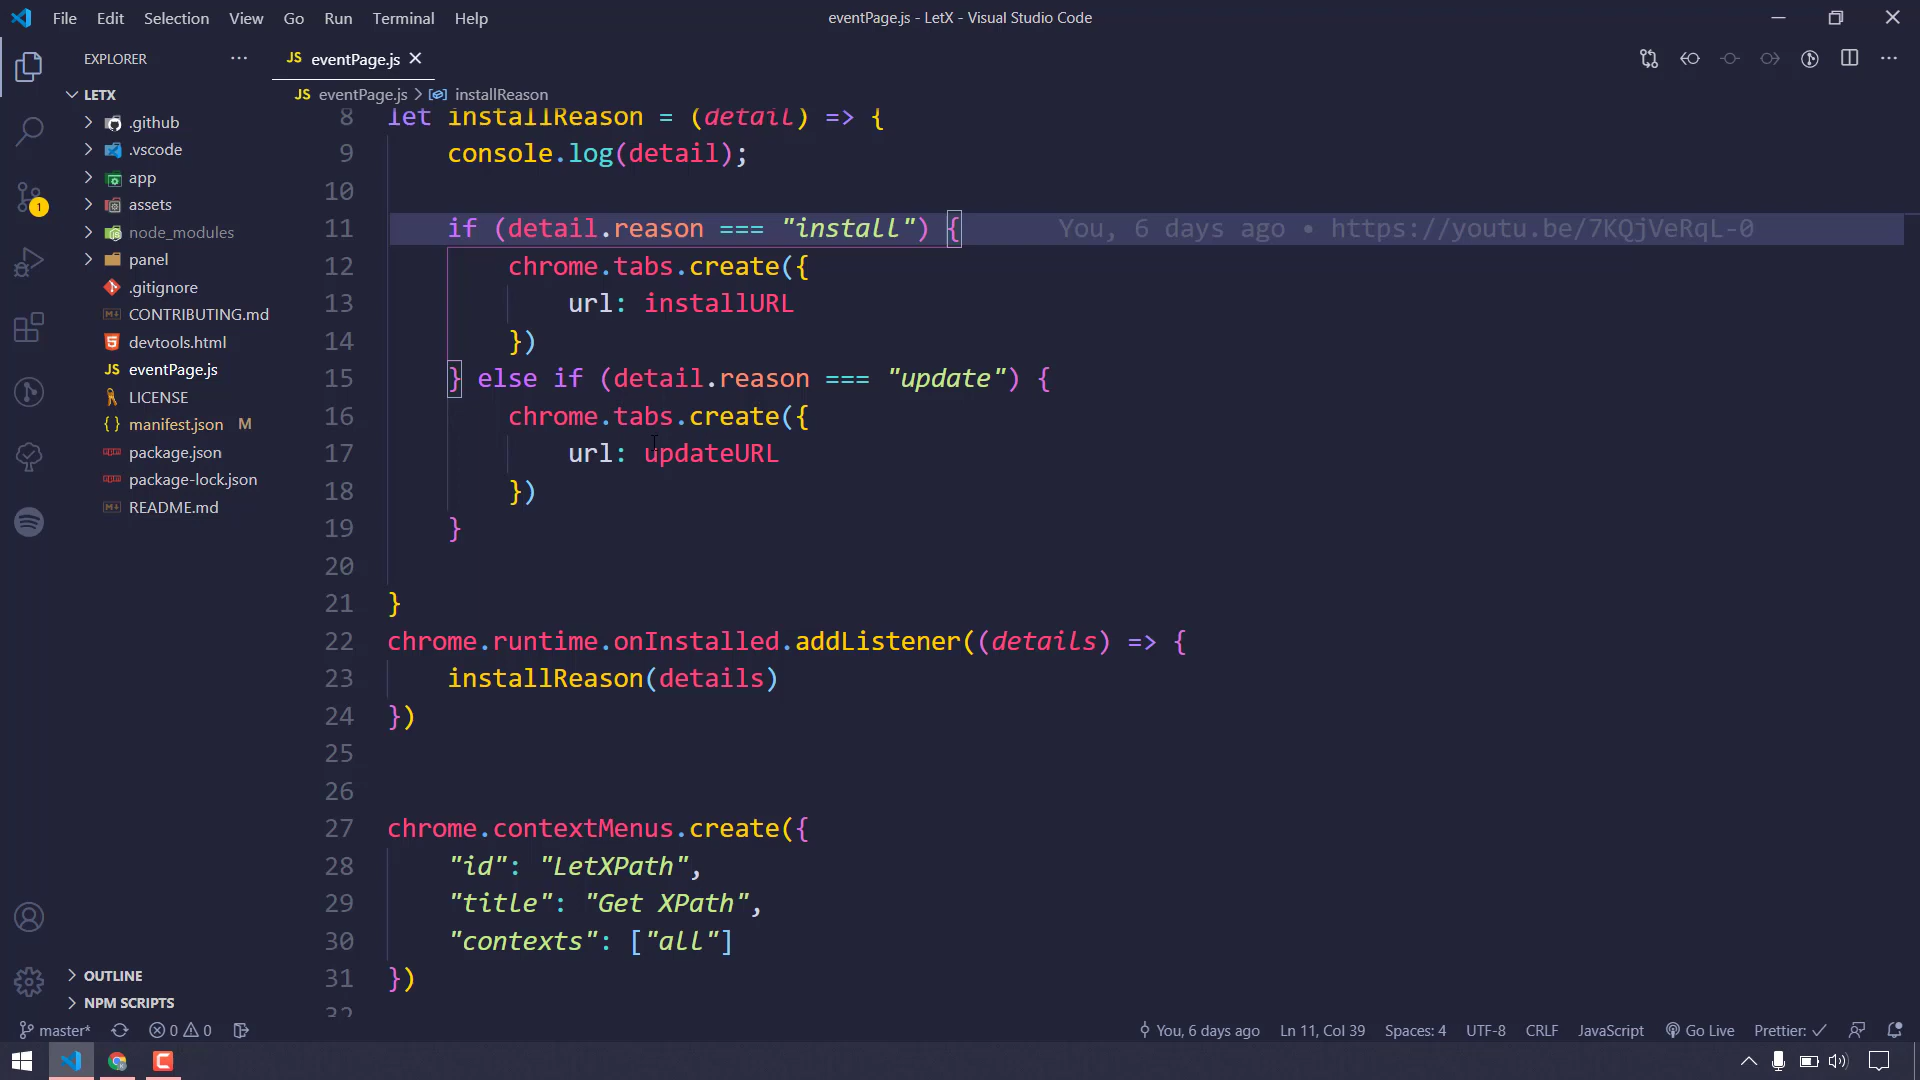 File Edit Selection View Go Run Terminal Help
eventPage.js - LetX - Visual Studio Code
EXPLORER
JS eventPage.js
LETX
JS eventPage.js > installReason
.github
.vscode
app
assets
node_modules
panel
.gitignore
CONTRIBUTING.md
devtools.html
JS eventPage.js
LICENSE
{ } manifest.json M
package.json
package-lock.json
README.md
1
8 let installReason = (detail) => {
9 console.log(detail);
10
11 if (detail.reason === "install") { You, 6 days ago • https://youtu.be/7KQjVeRqL-0
12 chrome.tabs.create({
13 url: installURL
14 })
15 } else if (detail.reason === "update") {
16 chrome.tabs.create({
17 url: updateURL
18 })
19 }
20
21 }
22 chrome.runtime.onInstalled.addListener((details) => {
23 installReason(details)
24 })
25
26
27 chrome.contextMenus.create({
28 "id": "LetXPath",
29 "title": "Get XPath",
30 "contexts": ["all"]
31 })
32
OUTLINE
NPM SCRIPTS
master* 0 0 You, 6 days ago Ln 11, Col 39 Spaces: 4 UTF-8 CRLF JavaScript Go Live Prettier: ✓